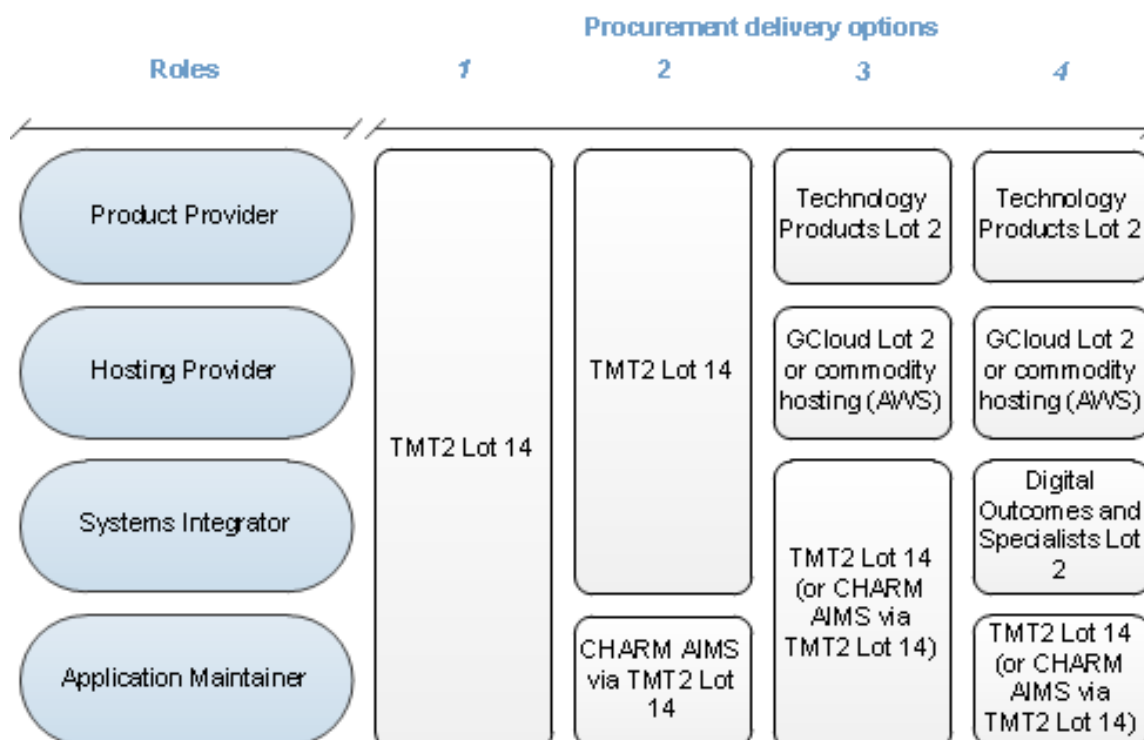 Procurement delivery options
Roles
1
2
3
4
Product Provider
Hosting Provider
Systems Integrator
Application Maintainer
TMT2 Lot 14
TMT2 Lot 14
CHARM AIMS
via TMT2 Lot
14
Technology
Products Lot 2
GCloud Lot 2
or commodity
hosting (AWS)
TMT2 Lot 14
(or CHARM
AIMS via
TMT2 Lot 14)
Technology
Products Lot 2
GCloud Lot 2
or commodity
hosting (AWS)
Digital
Outcomes and
Specialists Lot
2
TMT2 Lot 14
(or CHARM
AIMS via
TMT2 Lot 14)